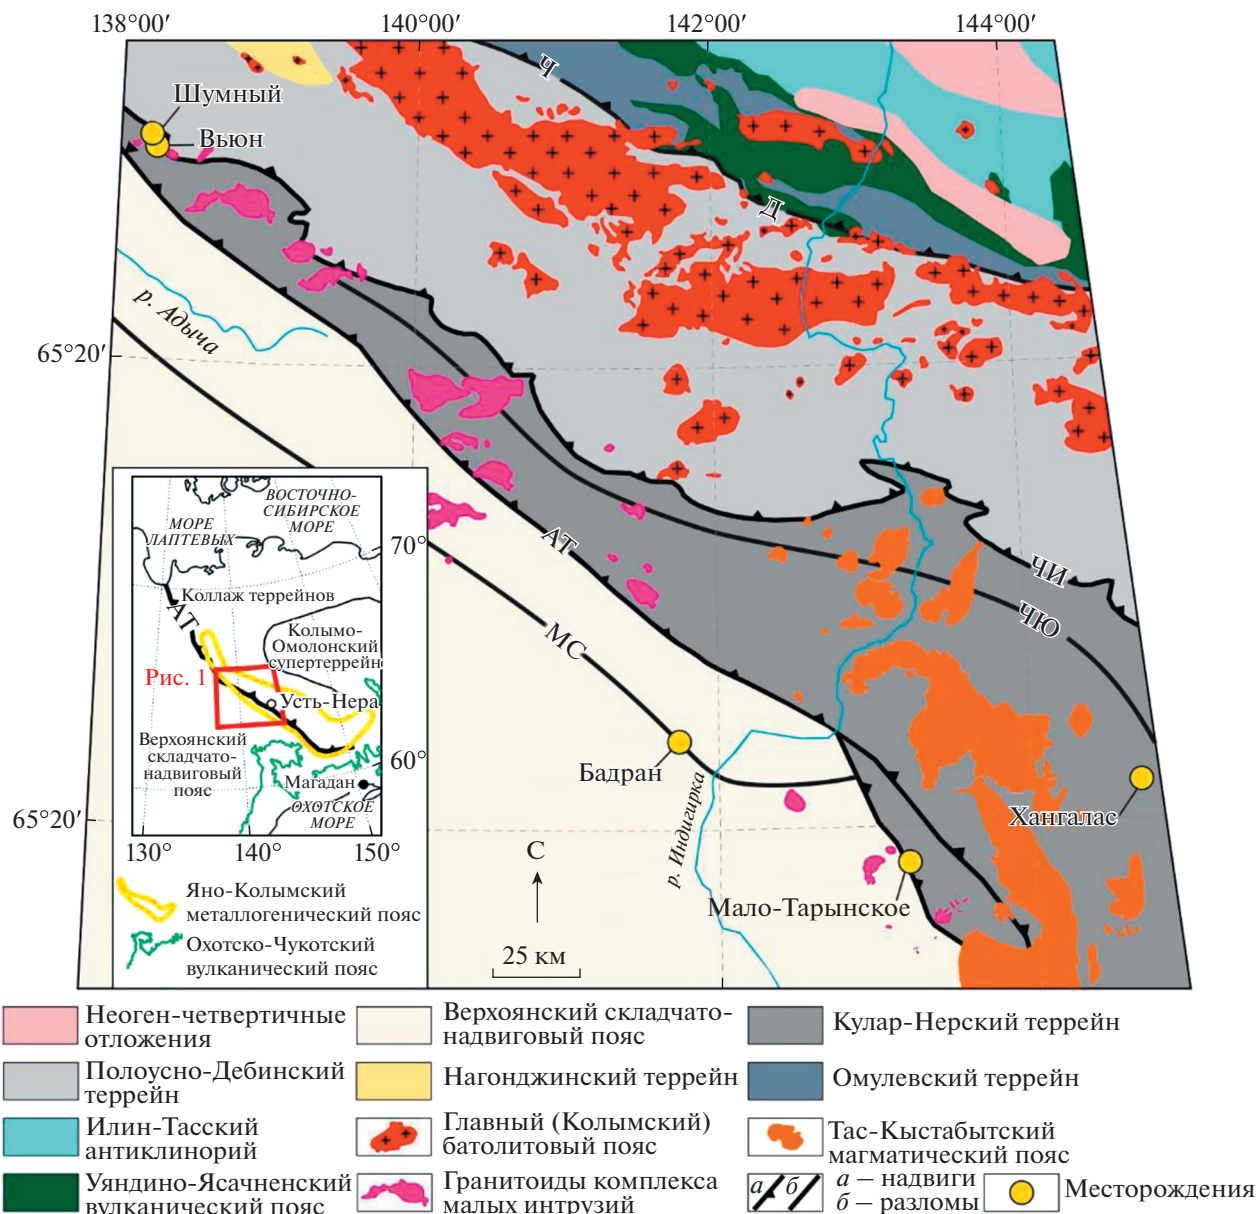 138°00′
140°00′
142°00′
144°00′
Ч
Шумный
Вьюн
Д
р. Адыча
65°20′
АТ
ЧИ
ЧЮ
МС
Бадран
р. Индигирка
Хангалас
65°20′
Мало-Тарынское
С
25 км
ВОСТОЧНО-
СИБИРСКОЕ
МОРЕ
МОРЕ
ЛАПТЕВЫХ
70°
Коллаж террейнов
АТ
Колымо-
Омолонский
супертеррейн
Рис. 1
Усть-Нера
Верхоянский
складчато-
надвиговый
пояс
60°
Магадан
ОХОТСКОЕ
МОРЕ
130°
140°
150°
Яно-Колымский
металлогенический пояс
Охотско-Чукотский
вулканический пояс
Неоген-четвертичные
отложения
Верхоянский складчато-
надвиговый пояс
Кулар-Нерский террейн
Полоусно-Дебинский
террейн
Нагонджинский террейн
Омулевский террейн
Илин-Тасский
антиклинорий
Главный (Колымский)
батолитовый пояс
Тас-Кыстабытский
магматический пояс
Уяндино-Ясачненский
вулканический пояс
Гранитоиды комплекса
малых интрузий
а б
а – надвиги
б – разломы
Месторождения